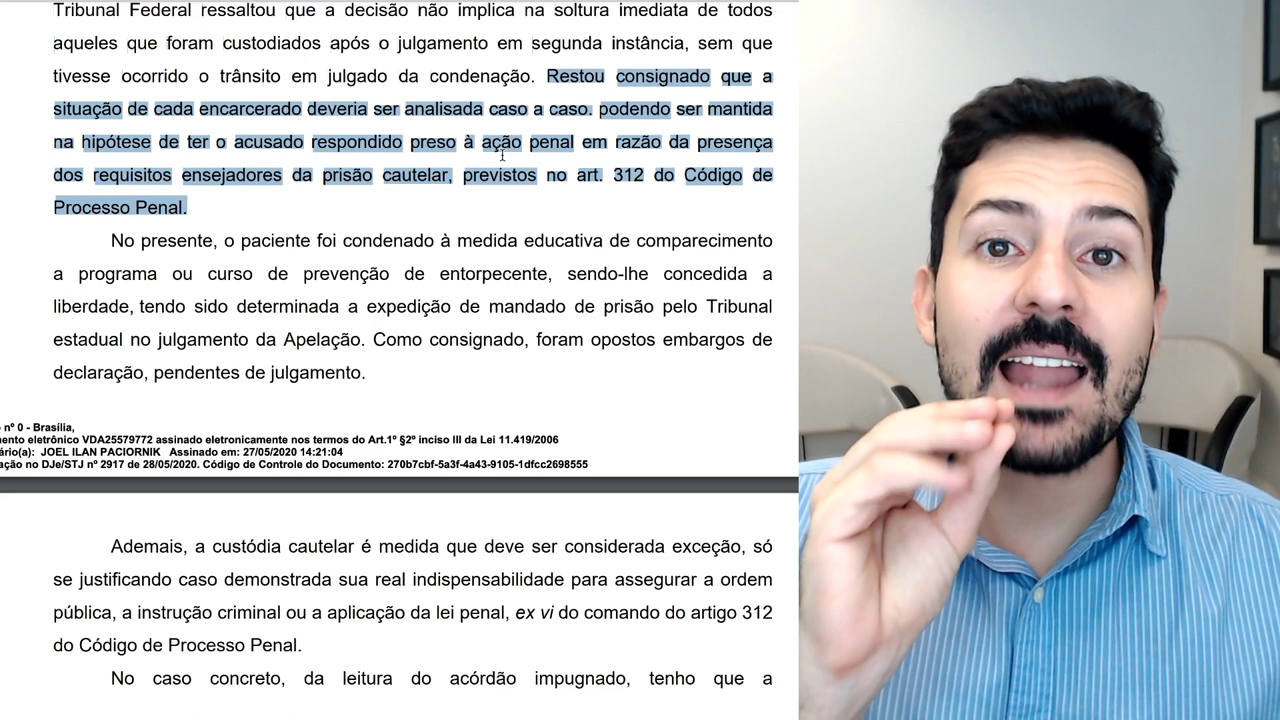 Tribunal Federal ressaltou que a decisão não implica na soltura imediata de todos
aqueles que foram custodiados após o julgamento em segunda instância, sem que
tivesse ocorrido o trânsito em julgado da condenação. Restou consignado que a
situação de cada encarcerado deveria ser analisada caso a caso. podendo ser mantida
na hipótese de ter o acusado respondido preso à ação penal em razão da presença
dos requisitos ensejadores da prisão cautelar, previstos no art. 312 do Código de
Processo Penal.
No presente, o paciente foi condenado à medida educativa de comparecimento
a programa ou curso de prevenção de entorpecente, sendo-lhe concedida a
liberdade, tendo sido determinada a expedição de mandado de prisão pelo Tribunal
estadual no julgamento da Apelação. Como consignado, foram opostos embargos de
declaração, pendentes de julgamento.
nº 0 - Brasília,
mento eletrônico VDA25579772 assinado eletronicamente nos termos do Art.1º §2º inciso III da Lei 11.419/2006
ário(a): JOEL ILAN PACIORNIK Assinado em: 27/05/2020 14:21:04
ação no DJe/STJ nº 2917 de 28/05/2020. Código de Controle do Documento: 270b7cbf-5a3f-4a43-9105-1dfcc2698555
Ademais, a custódia cautelar é medida que deve ser considerada exceção, só
se justificando caso demonstrada sua real indispensabilidade para assegurar a ordem
pública, a instrução criminal ou a aplicação da lei penal, ex vi do comando do artigo 312
do Código de Processo Penal.
No caso concreto, da leitura do acórdão impugnado, tenho que a